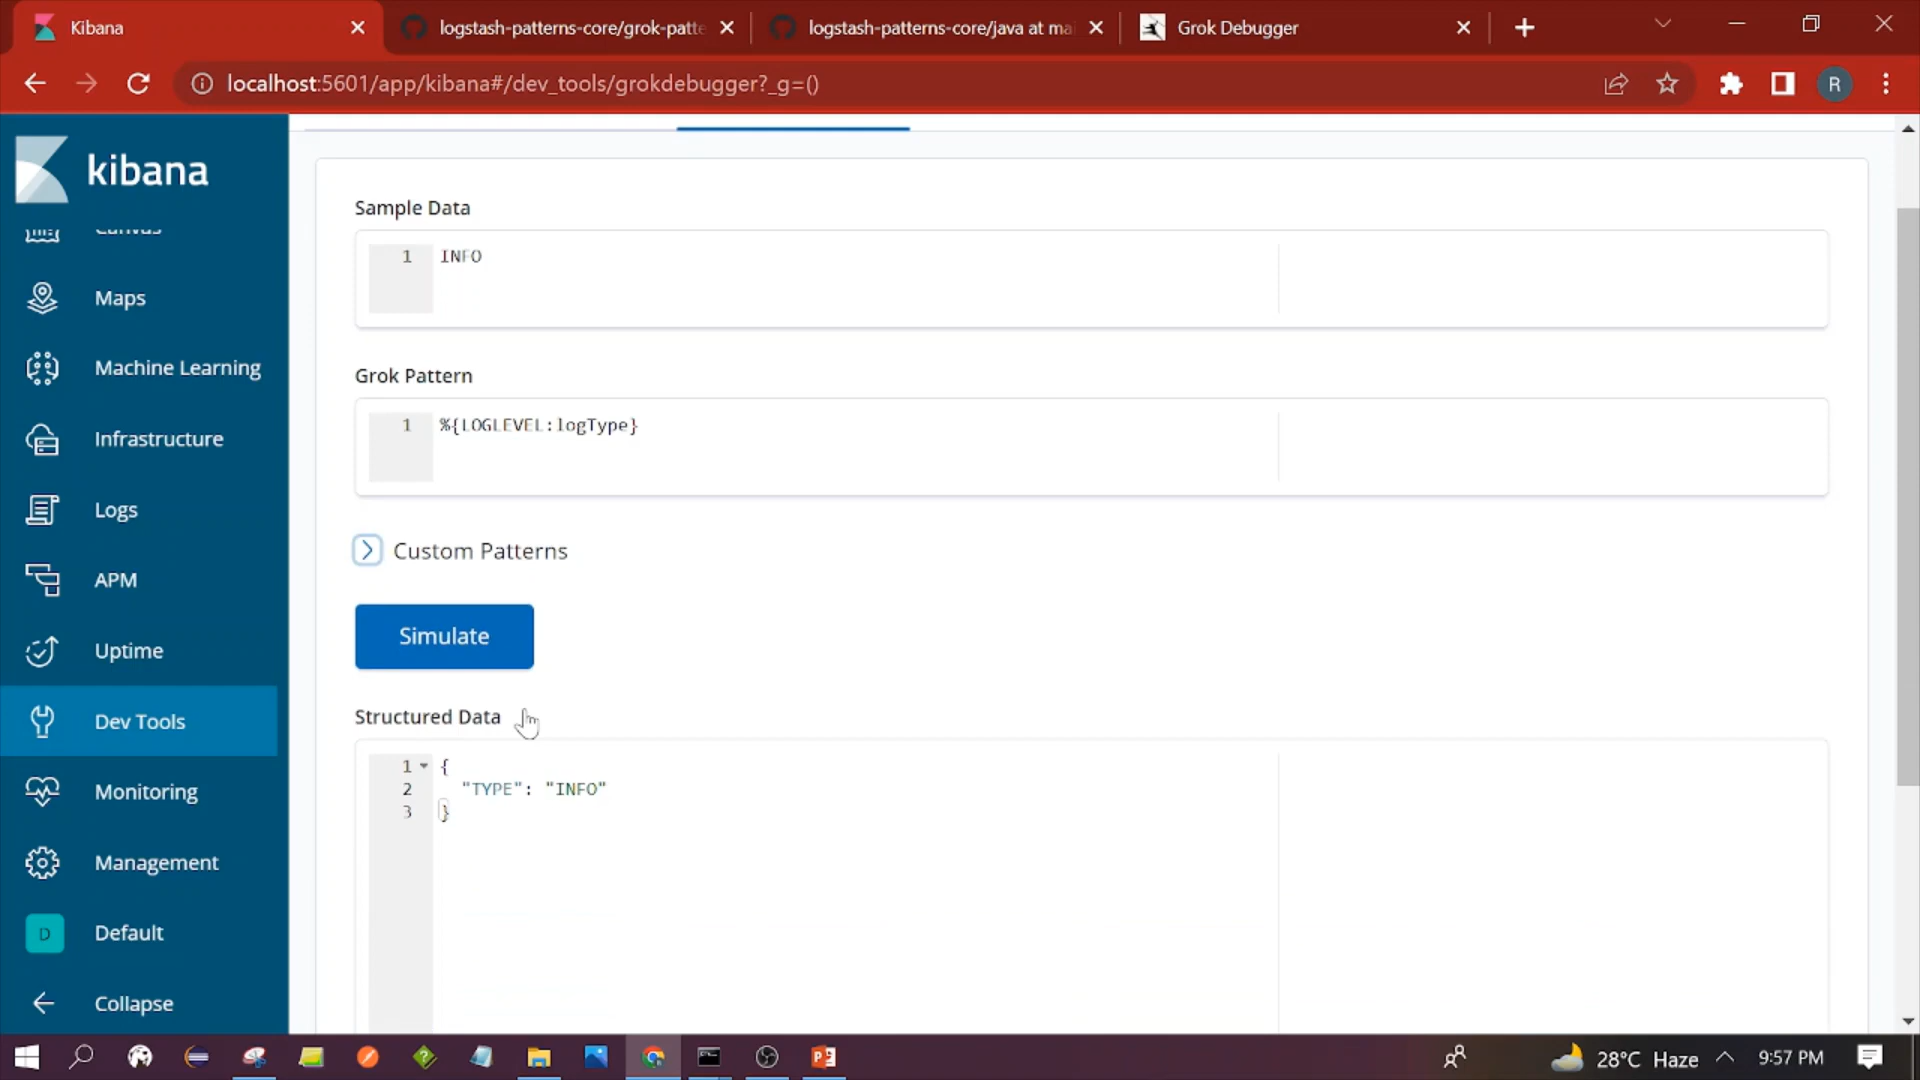 Kibana
logstash-patterns-core/grok-patte
logstash-patterns-core/java at mai
Grok Debugger
localhost:5601/app/kibana#/dev_tools/grokdebugger?_g=()
R
kibana
Canvas
Maps
Machine Learning
Infrastructure
Logs
APM
Uptime
Dev Tools
Monitoring
Management
D Default
Collapse
Sample Data
1 INFO
Grok Pattern
1 %{LOGLEVEL:logType}
Custom Patterns
Simulate
Structured Data
1 {
2 "TYPE": "INFO"
3 }
28°C Haze
9:57 PM